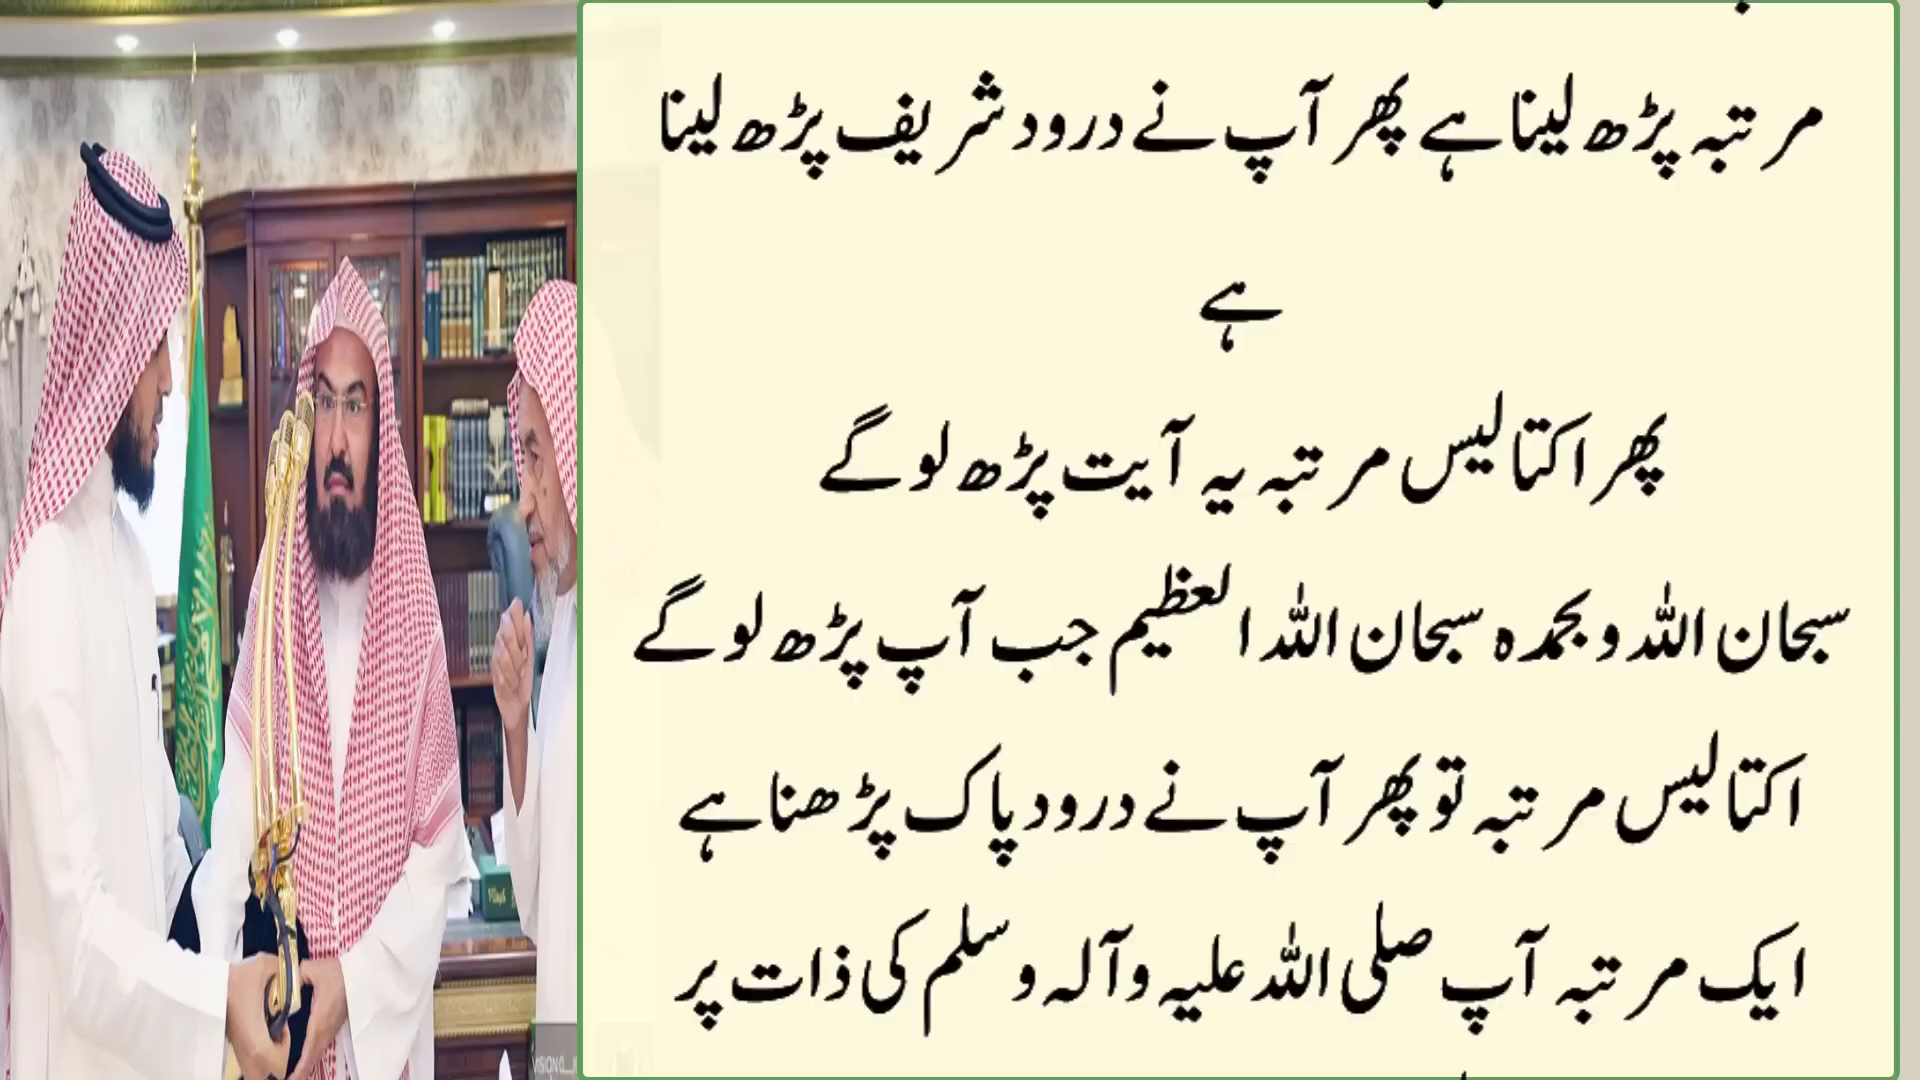 مرتبہ پڑھ لینا ہے پھر آپ نے درود شریف پڑھ لینا
ہے
پھر اکتالیس مرتبہ یہ آیت پڑھ لو گے
سبحان اللہ وبحمدہ سبحان اللہ العظیم جب آپ پڑھ لو گے
اکتالیس مرتبہ تو پھر آپ نے درود پاک پڑھنا ہے
ایک مرتبہ آپ صلی اللہ علیہ وآلہ وسلم کی ذات پر